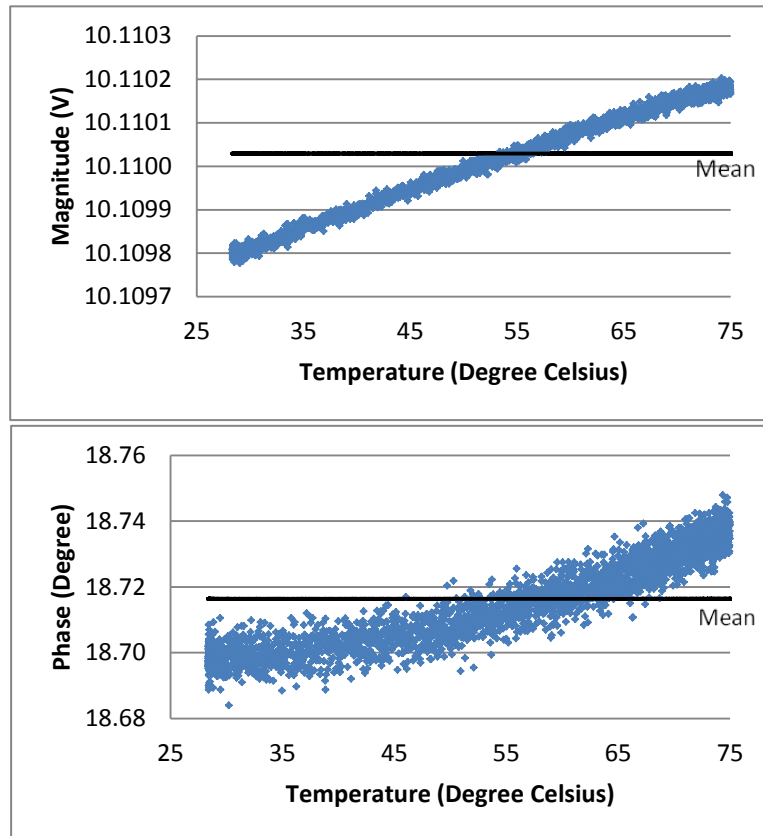 10.1103
10.1102
10.1101
10.1100
10.1099
10.1098
10.1097
Magnitude (V)
Mean
25 35 45 55 65 75
Temperature (Degree Celsius)
18.76
18.74
18.72
18.70
18.68
Phase (Degree)
Mean
25 35 45 55 65 75
Temperature (Degree Celsius)